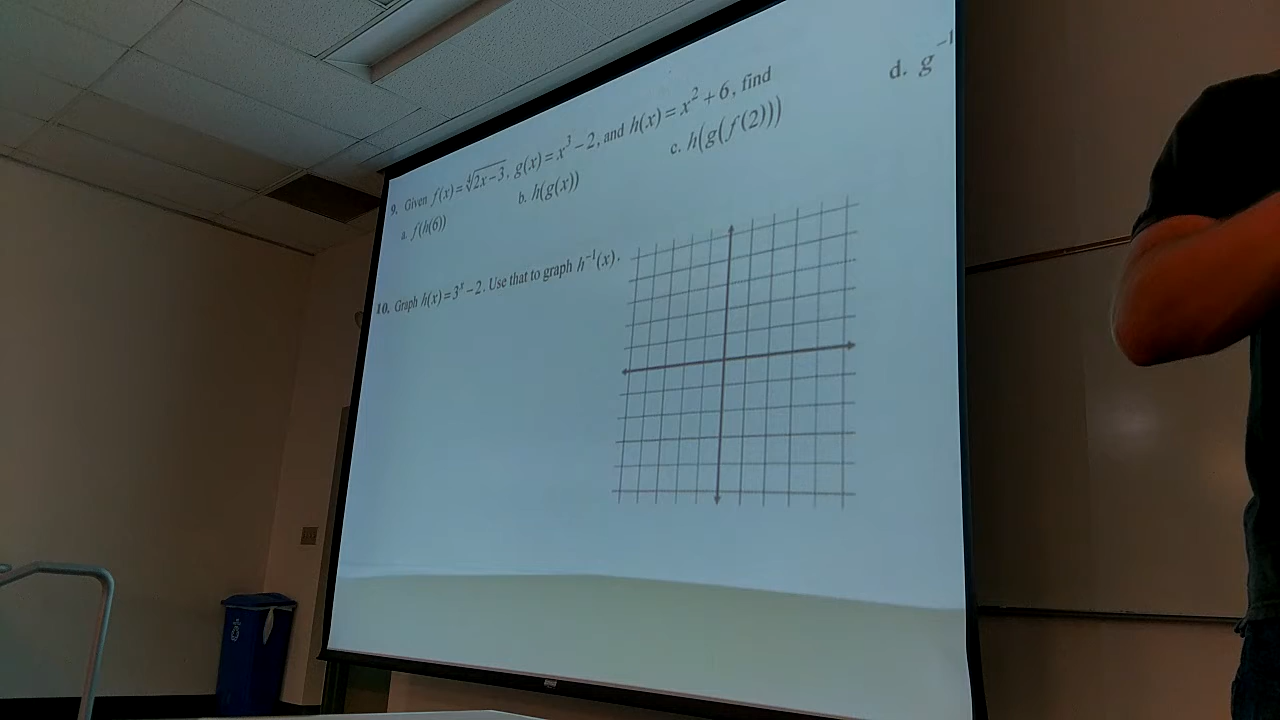 9. Given f(x) = ∜(2x−3), g(x) = x³ − 2, and h(x) = x² + 6, find
a. f(h(6)) b. h(g(x)) c. h(g(f(2))) d. g⁻¹
10. Graph h(x) = 3ˣ − 2. Use that to graph h⁻¹(x).